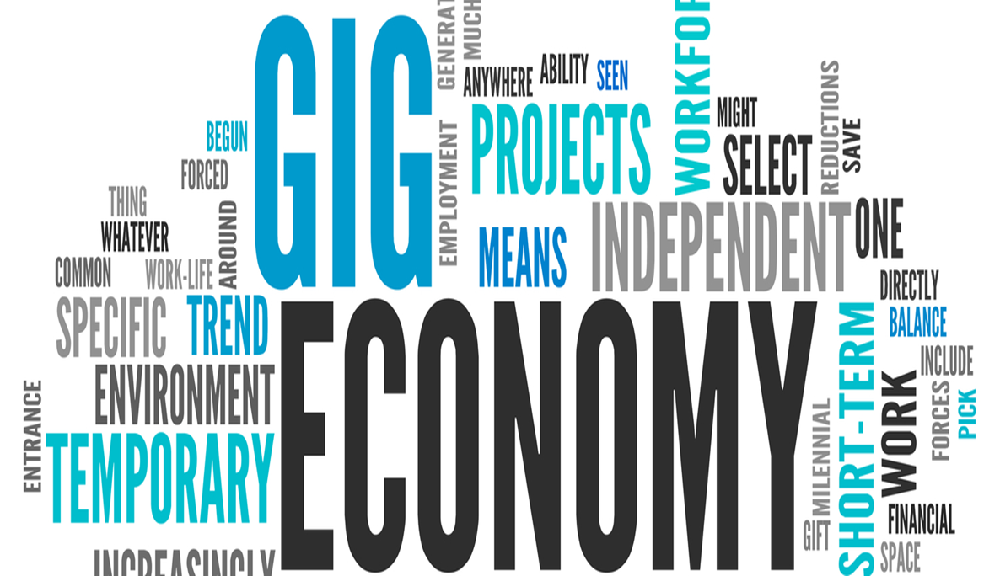 GIG
ECONOMY
GENERAT
MUCH
ANYWHERE
ABILITY
SEEN
WORKFOR
PROJECTS
EMPLOYMENT
MIGHT
SELECT
REDUCTIONS
SAVE
BEGUN
FORCED
THING
WHATEVER
AROUND
COMMON
WORK-LIFE
MEANS
INDEPENDENT
ONE
DIRECTLY
SPECIFIC
TREND
BALANCE
INCLUDE
ENVIRONMENT
SHORT-TERM
WORK
FORCES
PICK
ENTRANCE
TEMPORARY
MILENNIAL
GIFT
FINANCIAL
SPACE
INCREASINGLY